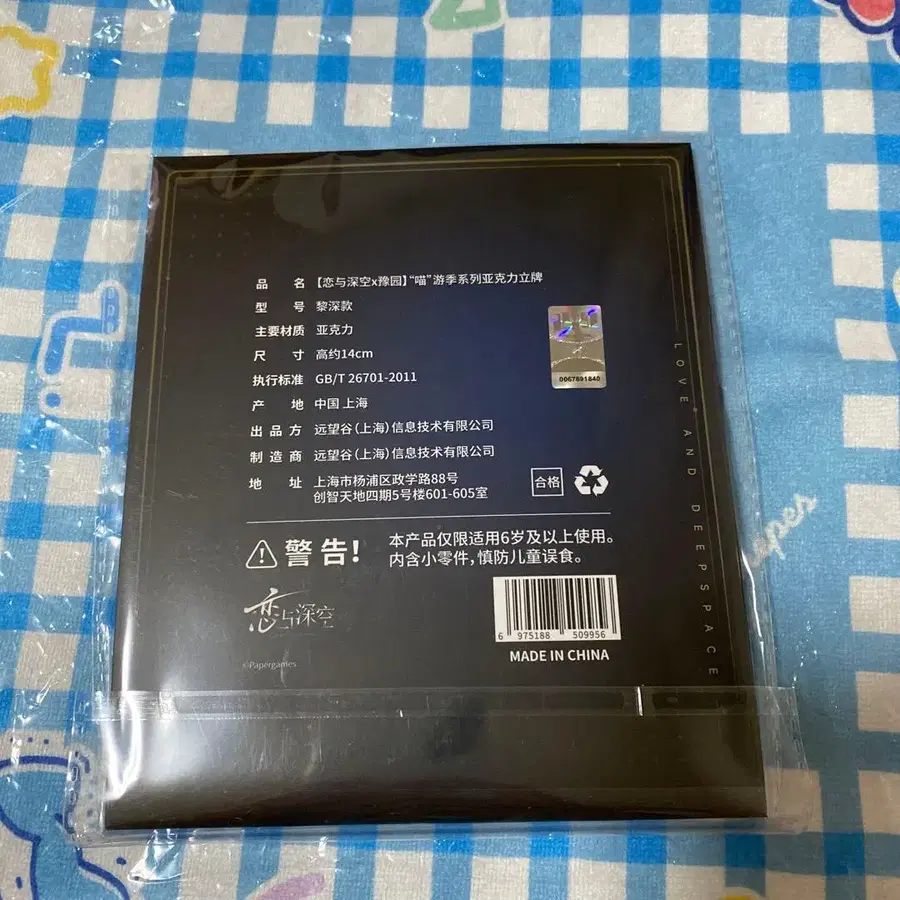 品 名 【恋与深空x豫园】“喵”游季系列亚克力立牌
型 号 黎深款
主要材质 亚克力
尺 寸 高约14cm
执行标准 GB/T 26701-2011
产 地 中国 上海
出 品 方 远望谷(上海)信息技术有限公司
制 造 商 远望谷(上海)信息技术有限公司
地 址 上海市杨浦区政学路88号
创智天地四期5号楼601-605室
0067801840
合格
LOVE AND DEEPSPACE
警告! 本产品仅限适用6岁及以上使用。
内含小零件,慎防儿童误食。
恋与深空
©Papergames
6 975188 509956
MADE IN CHINA